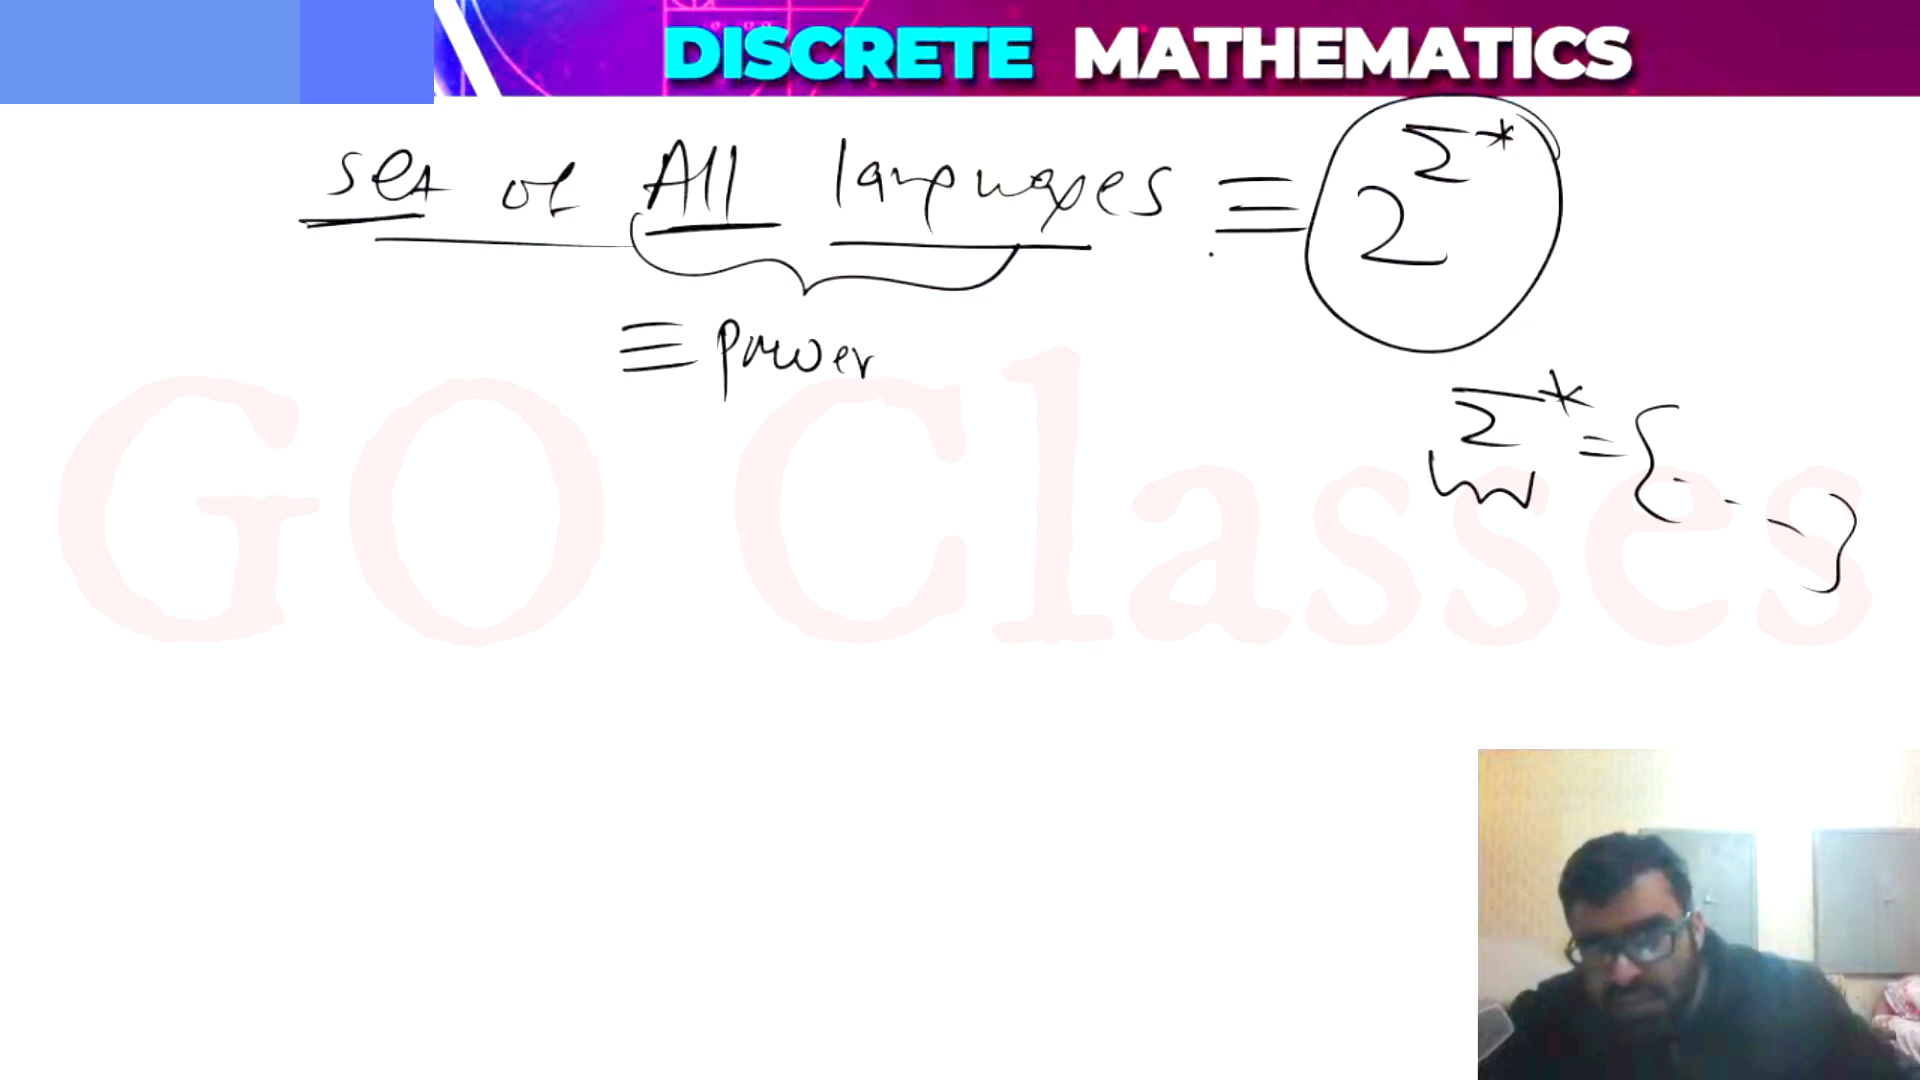 DISCRETE MATHEMATICS
set of All languages ≡ 2^Σ*
≡ power
Σ* = {. . . }
GO Classes